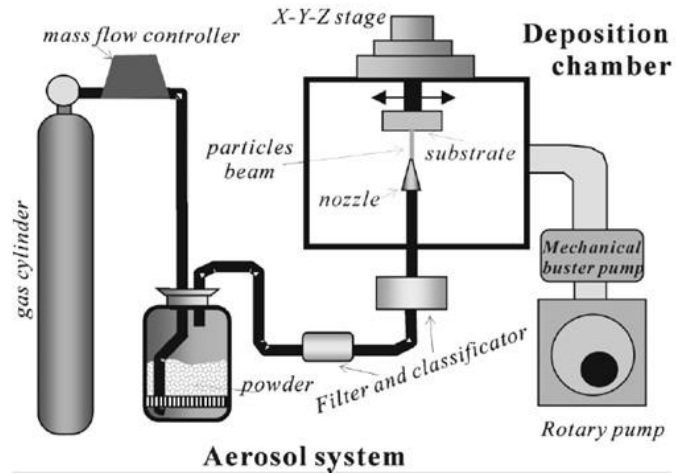 X-Y-Z stage
mass flow controller
Deposition
chamber
particles
beam
substrate
nozzle
gas cylinder
Mechanical
buster pump
powder
Filter and classificator
Rotary pump
Aerosol system